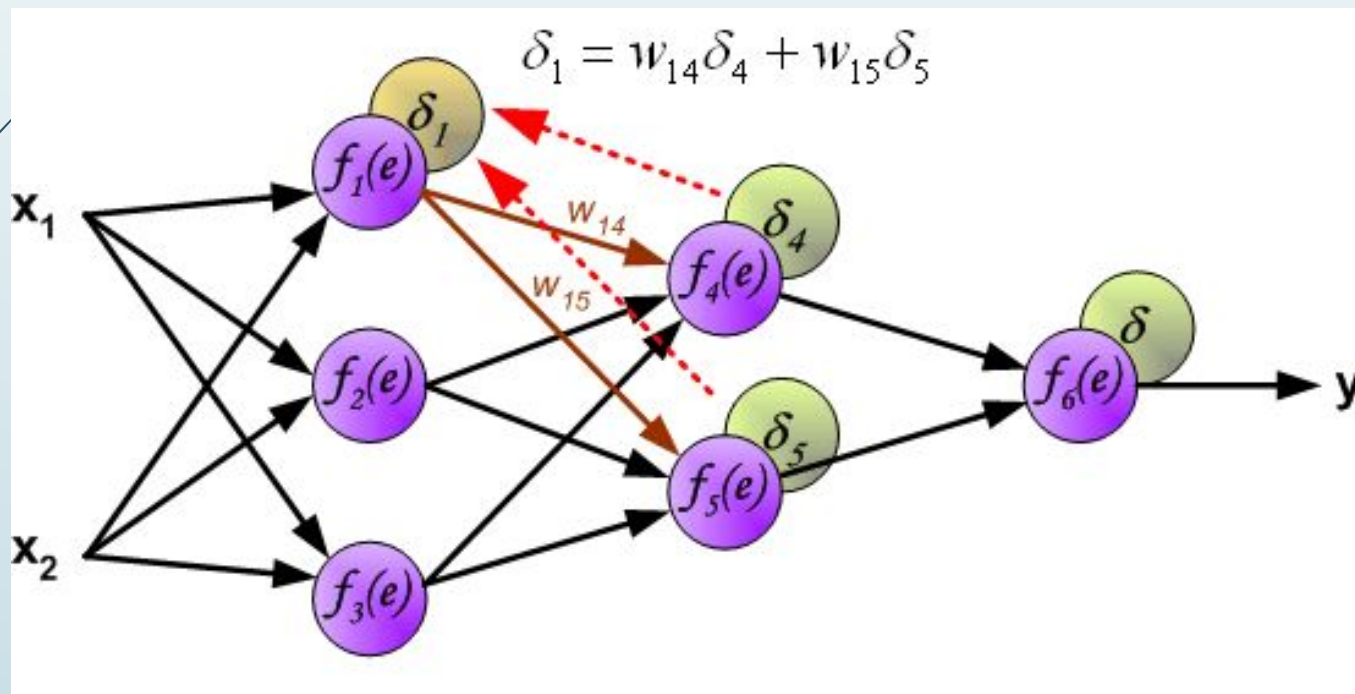 δ₁ = w₁₄δ₄ + w₁₅δ₅
δ₁
f₁(e)
x₁
w₁₄
δ₄
f₄(e)
w₁₅
δ
f₂(e)
f₆(e)
y
δ₅
f₅(e)
x₂
f₃(e)